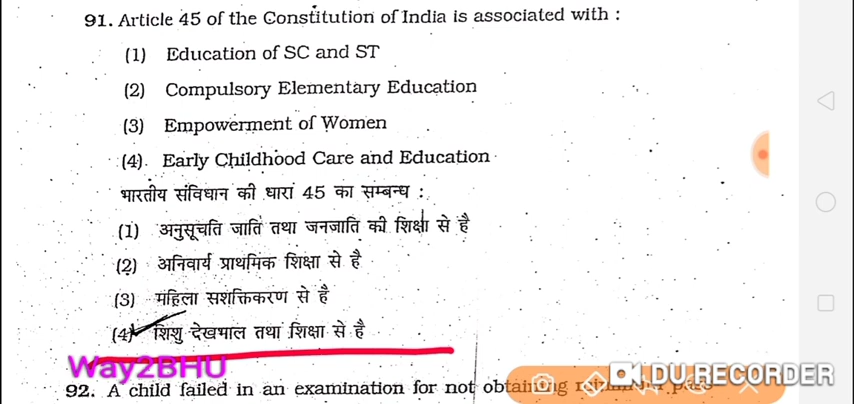 91. Article 45 of the Constitution of India is associated with :
(1) Education of SC and ST
(2) Compulsory Elementary Education
(3) Empowerment of Women
(4) Early Childhood Care and Education
भारतीय संविधान की धारा 45 का सम्बन्ध :
(1) अनुसूचति जाति तथा जनजाति की शिक्षा से है
(2) अनिवार्य प्राथमिक शिक्षा से है
(3) महिला सशक्तिकरण से है
(4) शिशु देखभाल तथा शिक्षा से है
Way2BHU
DU RECORDER
92. A child failed in an examination for not obtaining